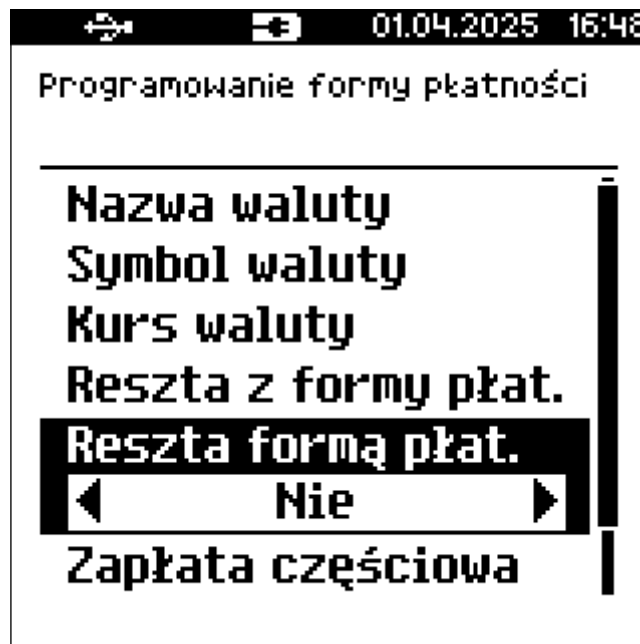 01.04.2025 16:48
Programowanie formy płatności
Nazwa waluty
Symbol waluty
Kurs waluty
Reszta z formy płat.
Reszta formą płat.
Nie
Zapłata częściowa